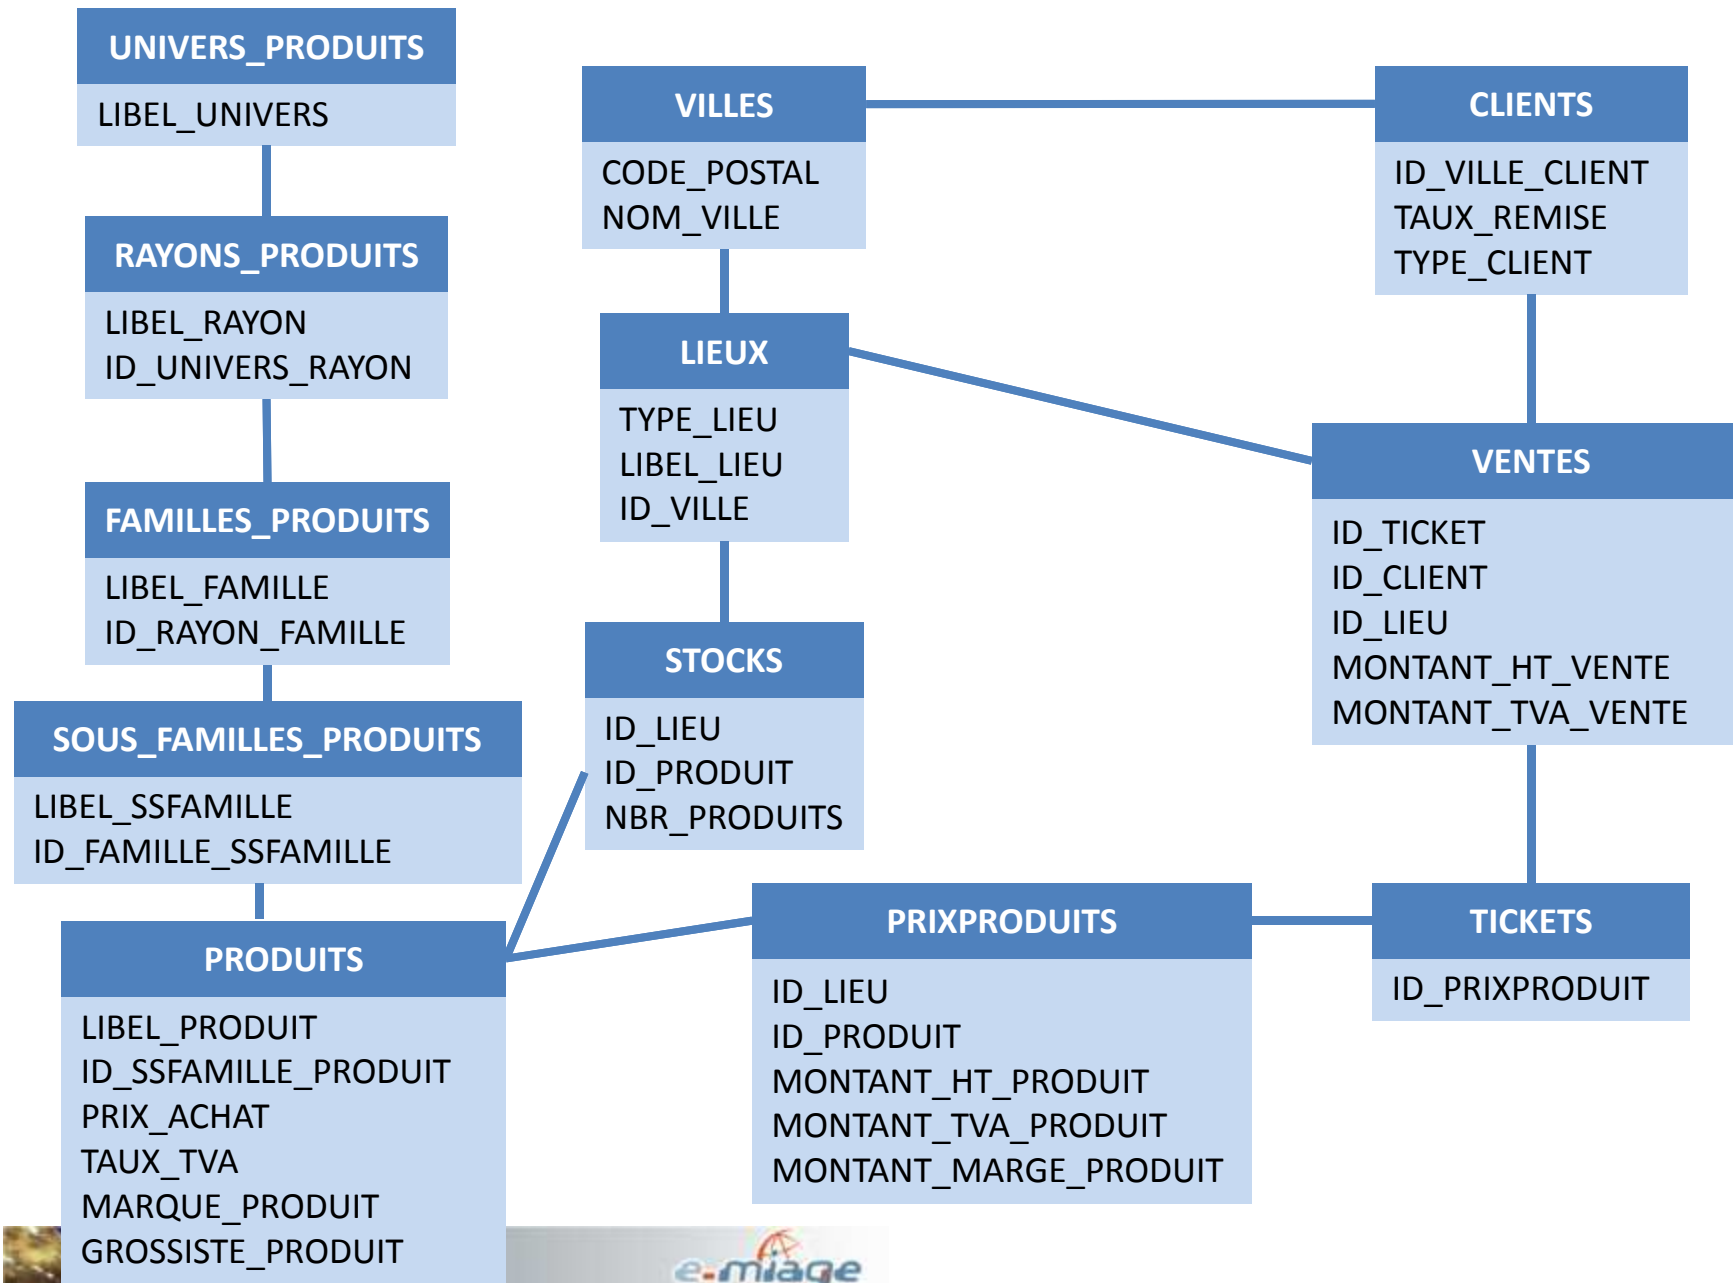 UNIVERS_PRODUITS
LIBEL_UNIVERS
RAYONS_PRODUITS
LIBEL_RAYON
ID_UNIVERS_RAYON
FAMILLES_PRODUITS
LIBEL_FAMILLE
ID_RAYON_FAMILLE
SOUS_FAMILLES_PRODUITS
LIBEL_SSFAMILLE
ID_FAMILLE_SSFAMILLE
PRODUITS
LIBEL_PRODUIT
ID_SSFAMILLE_PRODUIT
PRIX_ACHAT
TAUX_TVA
MARQUE_PRODUIT
GROSSISTE_PRODUIT
VILLES
CODE_POSTAL
NOM_VILLE
LIEUX
TYPE_LIEU
LIBEL_LIEU
ID_VILLE
STOCKS
ID_LIEU
ID_PRODUIT
NBR_PRODUITS
PRIXPRODUITS
ID_LIEU
ID_PRODUIT
MONTANT_HT_PRODUIT
MONTANT_TVA_PRODUIT
MONTANT_MARGE_PRODUIT
CLIENTS
ID_VILLE_CLIENT
TAUX_REMISE
TYPE_CLIENT
VENTES
ID_TICKET
ID_CLIENT
ID_LIEU
MONTANT_HT_VENTE
MONTANT_TVA_VENTE
TICKETS
ID_PRIXPRODUIT
e-miage